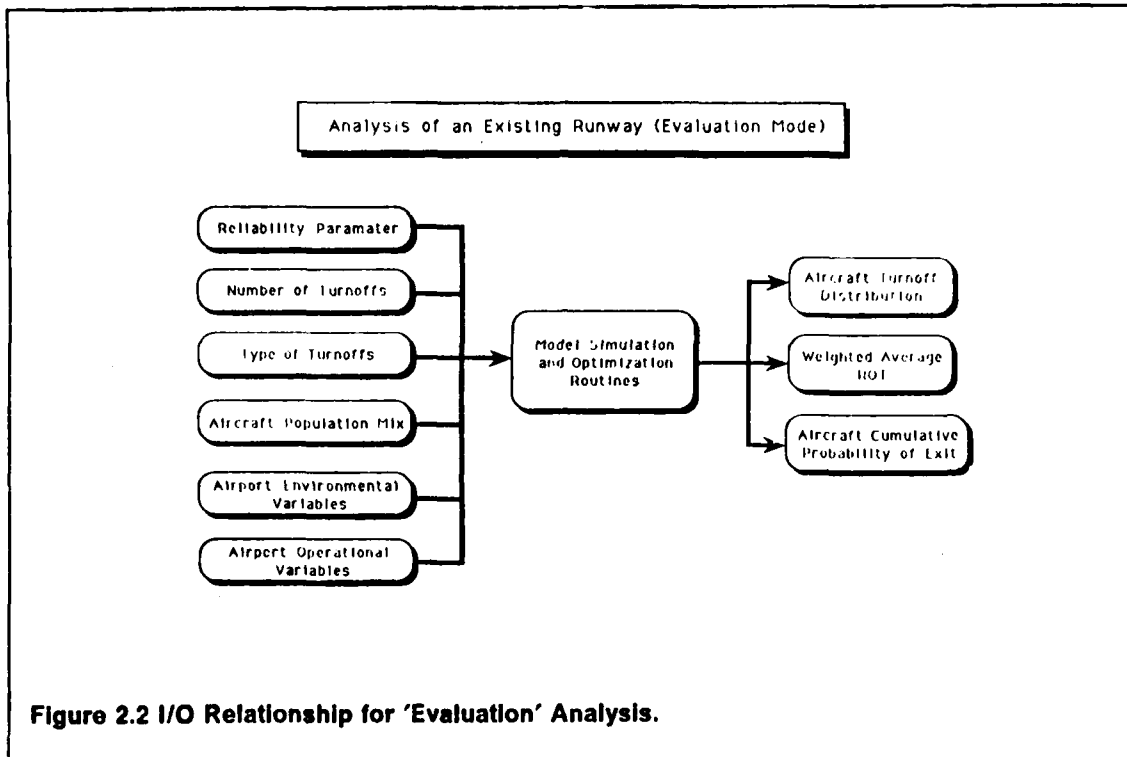 Analysis of an Existing Runway (Evaluation Mode)
Reliability Paramater
Number of Turnoffs
Type of Turnoffs
Aircraft Population Mix
Airport Environmental
Variables
Airport Operational
Variables
Model Simulation
and Optimization
Routines
Aircraft Turnoff
Distribution
Weighted Average
ROT
Aircraft Cumulative
Probability of Exit
Figure 2.2 I/O Relationship for 'Evaluation' Analysis.